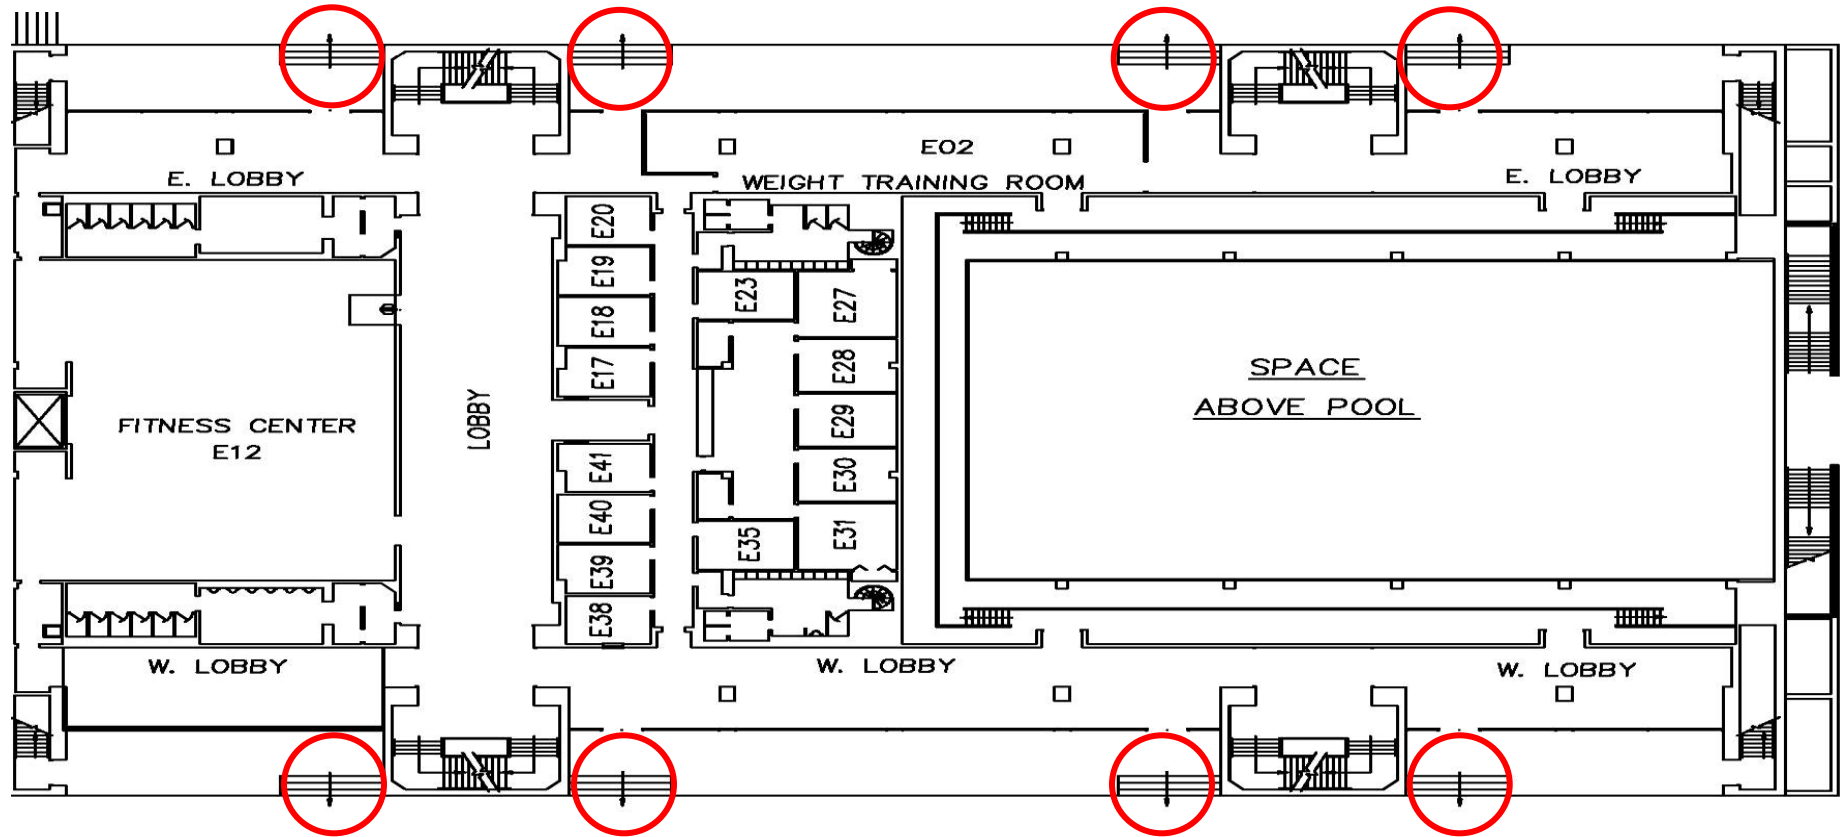 E02
E. LOBBY
WEIGHT TRAINING ROOM
E. LOBBY
E20
E19
E18
E17
E23
E27
E28
SPACE
ABOVE POOL
FITNESS CENTER
E12
LOBBY
E29
E41
E30
E40
E35
E31
E39
E38
W. LOBBY
W. LOBBY
W. LOBBY